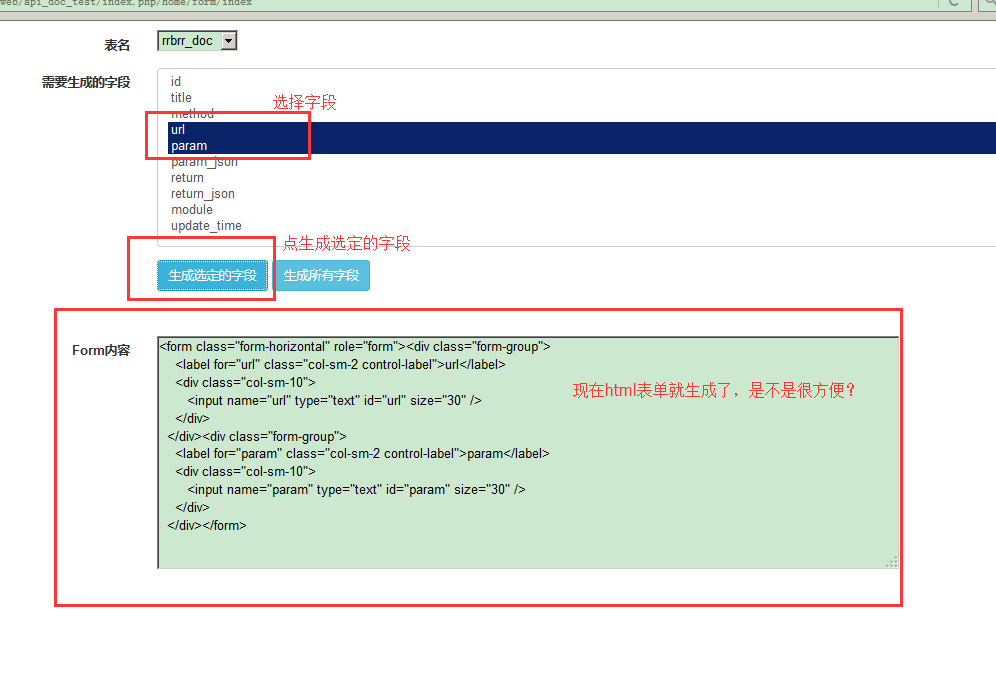 web/api_doc_test/index.php/home/form/index
表名
rrbrr_doc
需要生成的字段
id
title
选择字段
method
url
param
param_json
return
return_json
module
update_time
点生成选定的字段
生成选定的字段 生成所有字段
Form内容
<form class="form-horizontal" role="form"><div class="form-group">
<label for="url" class="col-sm-2 control-label">url</label>
<div class="col-sm-10">
现在html表单就生成了，是不是很方便？
<input name="url" type="text" id="url" size="30" />
</div>
</div><div class="form-group">
<label for="param" class="col-sm-2 control-label">param</label>
<div class="col-sm-10">
<input name="param" type="text" id="param" size="30" />
</div>
</div></form>